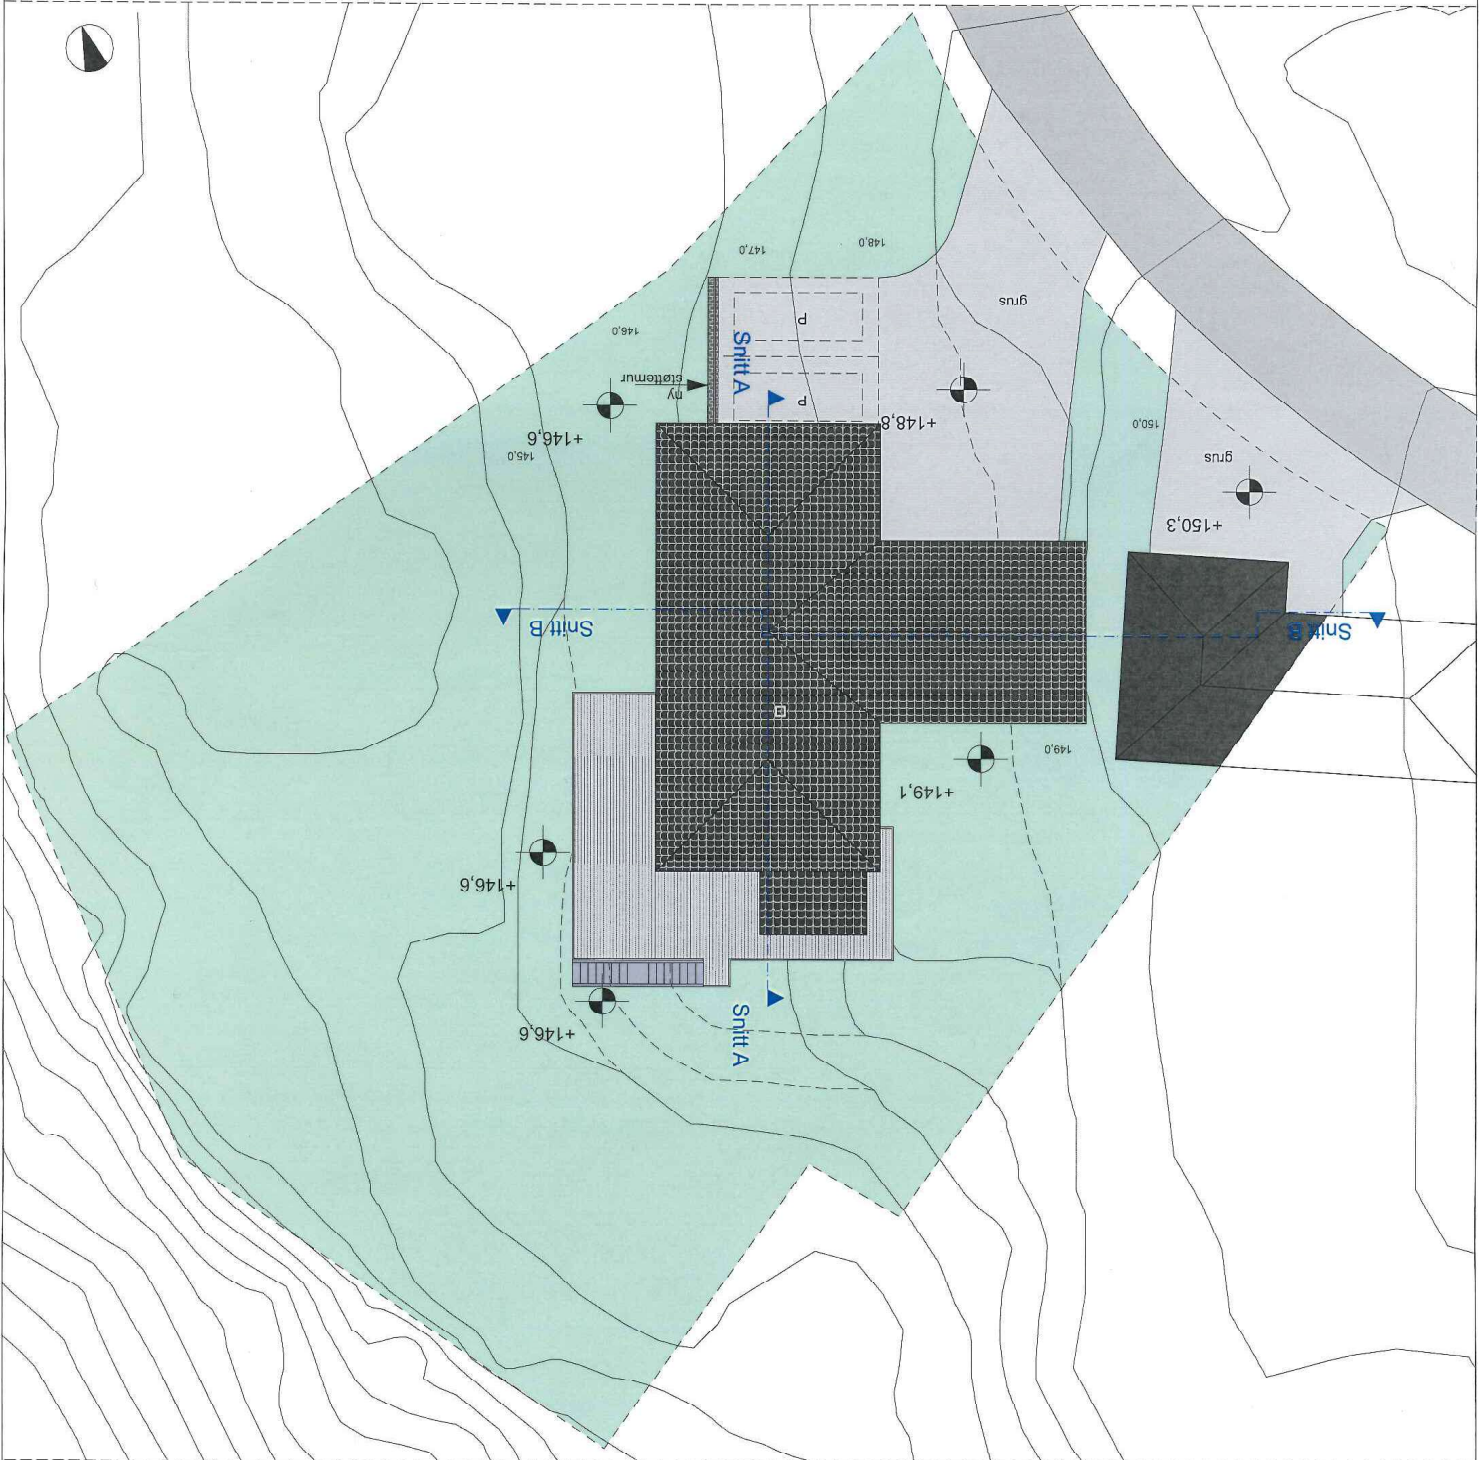 147,0
148,0
grus
146,0
P
Snitt A
ny
støttemur
P
+148,8
150,0
+146,6
145,0
grus
+150,3
Snitt B
Snitt B
149,0
+149,1
+146,6
+146,6
Snitt A